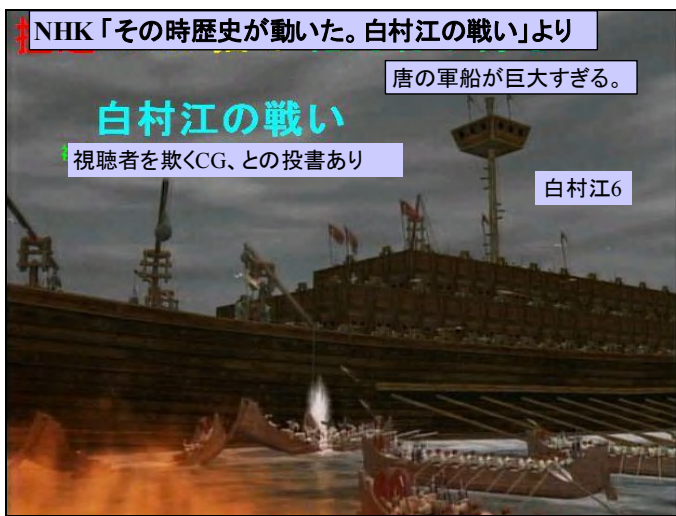 NHK「その時歴史が動いた。白村江の戦い」より
唐の軍船が巨大すぎる。
白村江の戦い
視聴者を欺くCG、との投書あり
白村江6